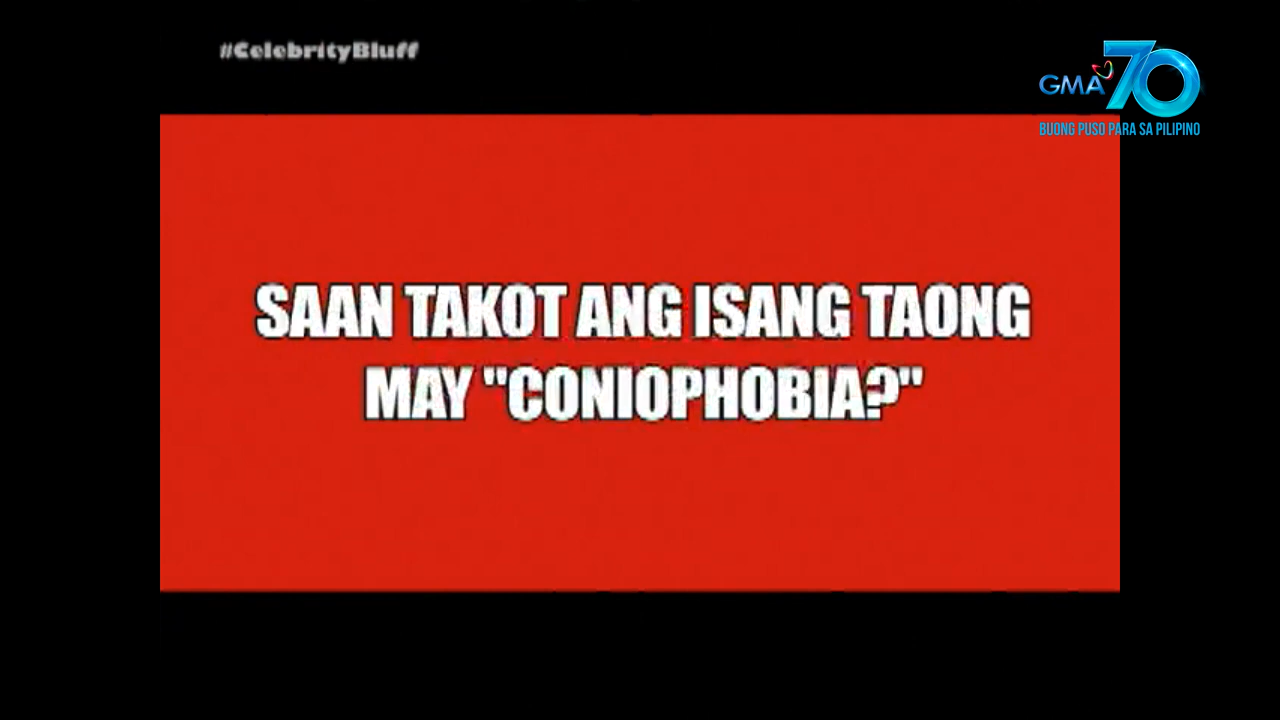 #CelebrityBluff
GMA 70
BUONG PUSO PARA SA PILIPINO
SAAN TAKOT ANG ISANG TAONG
MAY "CONIOPHOBIA?"